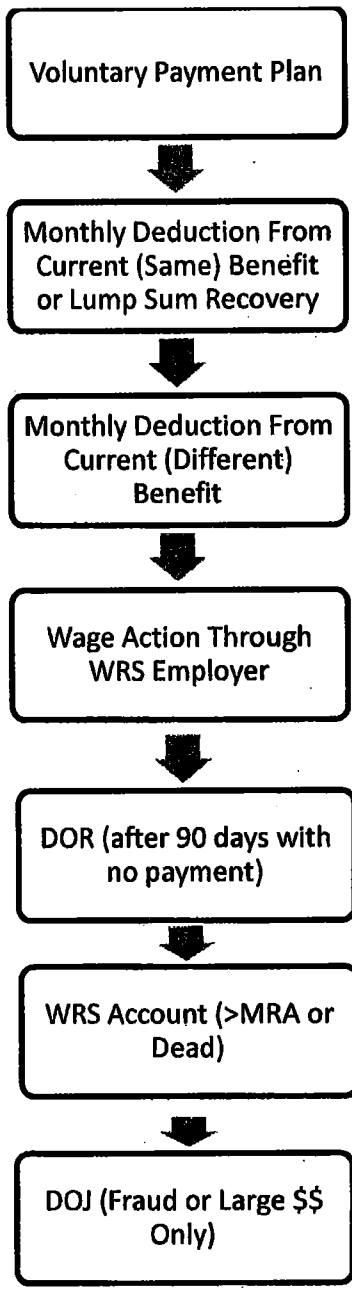 Voluntary Payment Plan
Monthly Deduction From
Current (Same) Benefit
or Lump Sum Recovery
Monthly Deduction From
Current (Different)
Benefit
Wage Action Through
WRS Employer
DOR (after 90 days with
no payment)
WRS Account (>MRA or
Dead)
DOJ (Fraud or Large $$
Only)